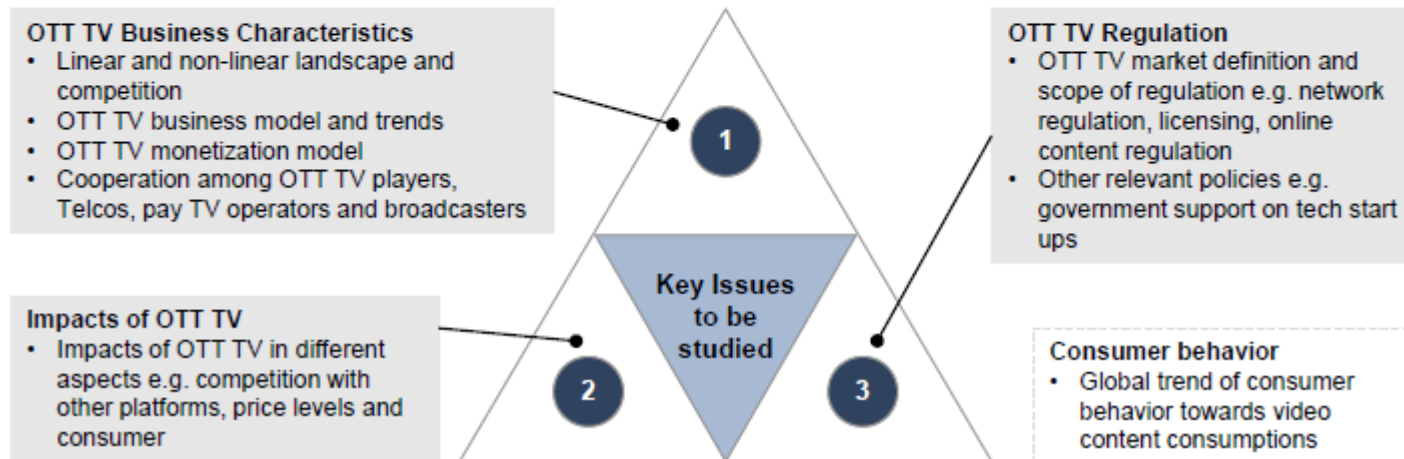 OTT TV Business Characteristics
• Linear and non-linear landscape and
competition
• OTT TV business model and trends
• OTT TV monetization model
• Cooperation among OTT TV players,
Telcos, pay TV operators and broadcasters
1
OTT TV Regulation
• OTT TV market definition and
scope of regulation e.g. network
regulation, licensing, online
content regulation
• Other relevant policies e.g.
government support on tech start
ups
Key Issues
to be
studied
Impacts of OTT TV
• Impacts of OTT TV in different
aspects e.g. competition with
other platforms, price levels and
consumer
2
3
Consumer behavior
• Global trend of consumer
behavior towards video
content consumptions